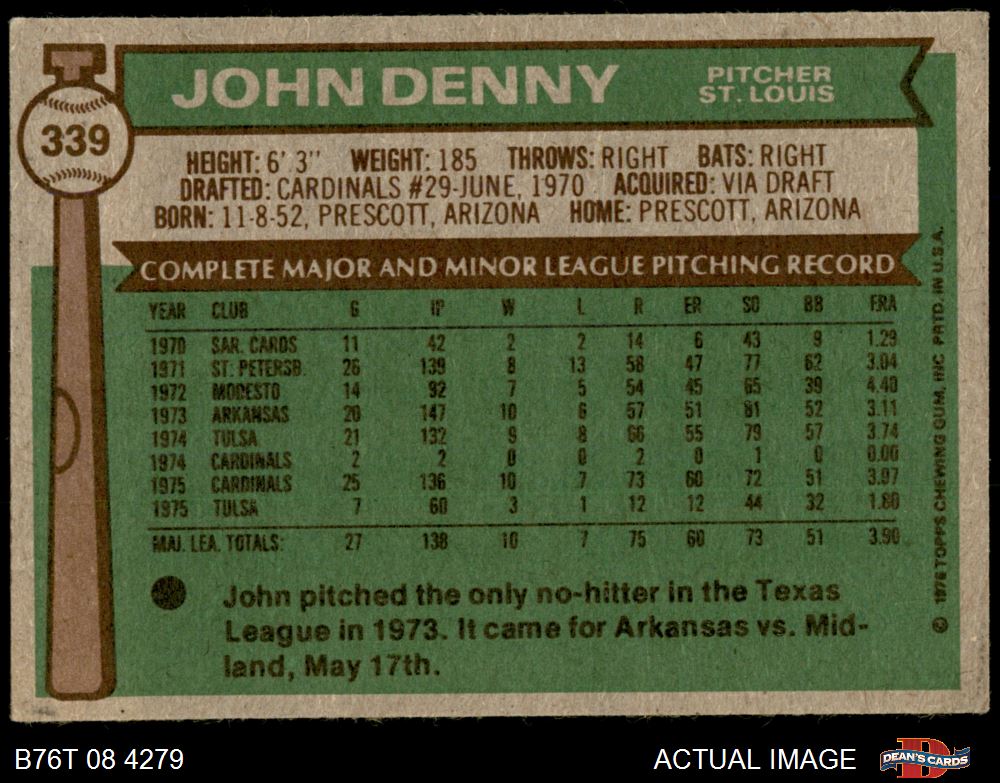 339
JOHN DENNY
PITCHER
ST. LOUIS
HEIGHT: 6' 3" WEIGHT: 185 THROWS: RIGHT BATS: RIGHT
DRAFTED: CARDINALS #29-JUNE, 1970 ACQUIRED: VIA DRAFT
BORN: 11-8-52, PRESCOTT, ARIZONA HOME: PRESCOTT, ARIZONA
COMPLETE MAJOR AND MINOR LEAGUE PITCHING RECORD
YEAR CLUB G IP W L R ER SO BB ERA
1970 SAR. CARDS 11 42 2 2 14 6 43 9 1.29
1971 ST. PETERSB. 26 139 8 13 58 47 77 62 3.04
1972 MODESTO 14 92 7 5 54 45 65 39 4.40
1973 ARKANSAS 20 147 10 6 57 51 81 52 3.11
1974 TULSA 21 132 9 8 66 55 79 57 3.74
1974 CARDINALS 2 2 0 0 2 0 1 0 0.00
1975 CARDINALS 25 136 10 7 73 60 72 51 3.97
1975 TULSA 7 60 3 1 12 12 44 32 1.80
MAJ. LEA. TOTALS: 27 138 10 7 75 60 73 51 3.90
John pitched the only no-hitter in the Texas
League in 1973. It came for Arkansas vs. Mid-
land, May 17th.
© 1976 TOPPS CHEWING GUM, INC. PRTD. IN U.S.A.
B76T 08 4279
ACTUAL IMAGE
DEAN'S CARDS